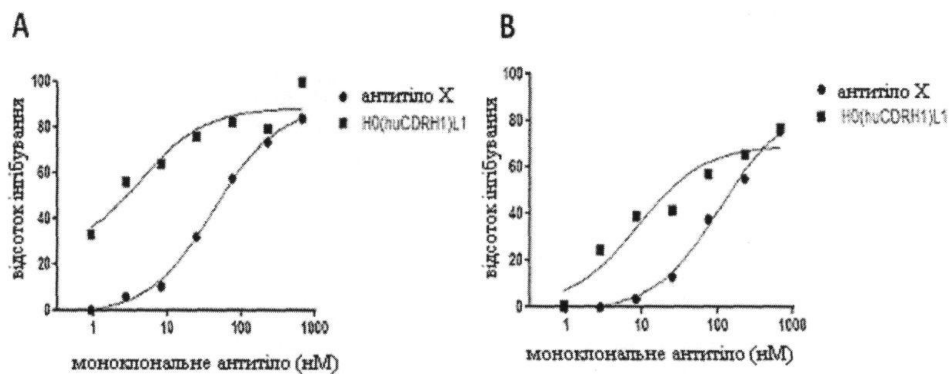 A
відсоток інгібування
100
80
60
40
20
0
1
10
100
1000
моноклональне антитіло (нМ)
антитіло X
H0(huCDRH1)L1
B
відсоток інгібування
100
80
60
40
20
0
1
10
100
1000
моноклональне антитіло (нМ)
антитіло X
H0(huCDRH1)L1